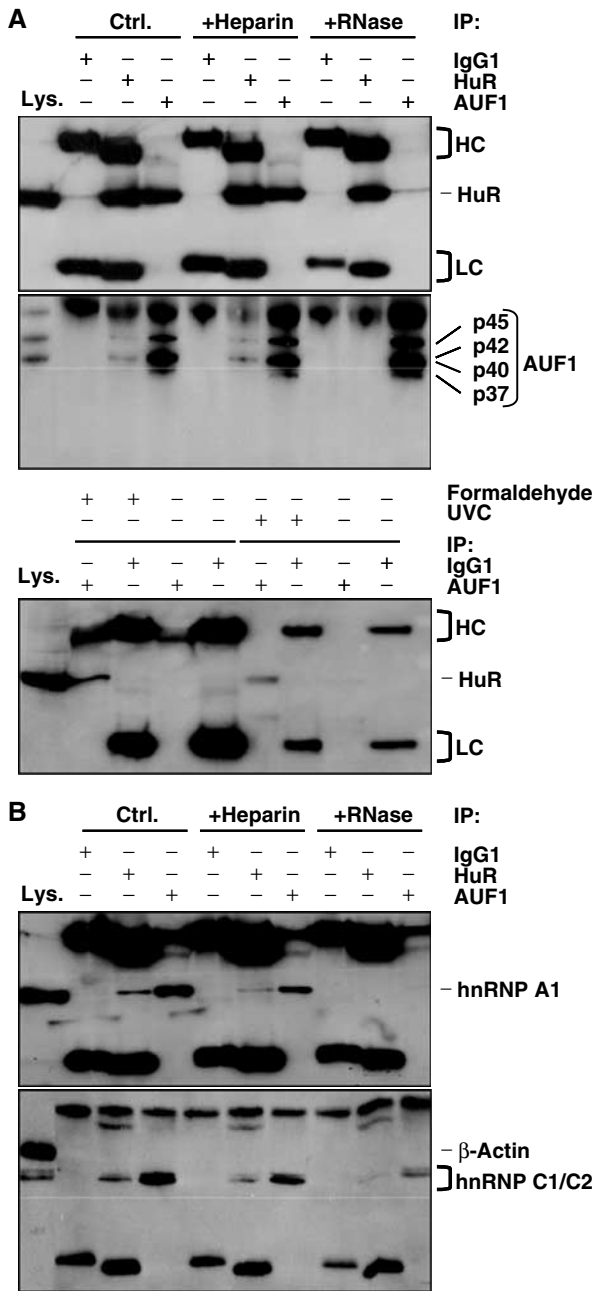 A
Ctrl. +Heparin +RNase IP:
+ − − + − − + − − IgG1
− + − − + − − + − HuR
Lys. − − + − − + − − + AUF1
HC
− HuR
LC
p45
p42
p40
p37
AUF1
+ + − − − − − − Formaldehyde
− − − − + + − − UVC
IP:
− + − + − + − + IgG1
Lys. + − + − + − + − AUF1
HC
− HuR
LC
B
Ctrl. +Heparin +RNase IP:
+ − − + − − + − − IgG1
− + − − + − − + − HuR
Lys. − − + − − + − − + AUF1
− hnRNP A1
− β-Actin
hnRNP C1/C2